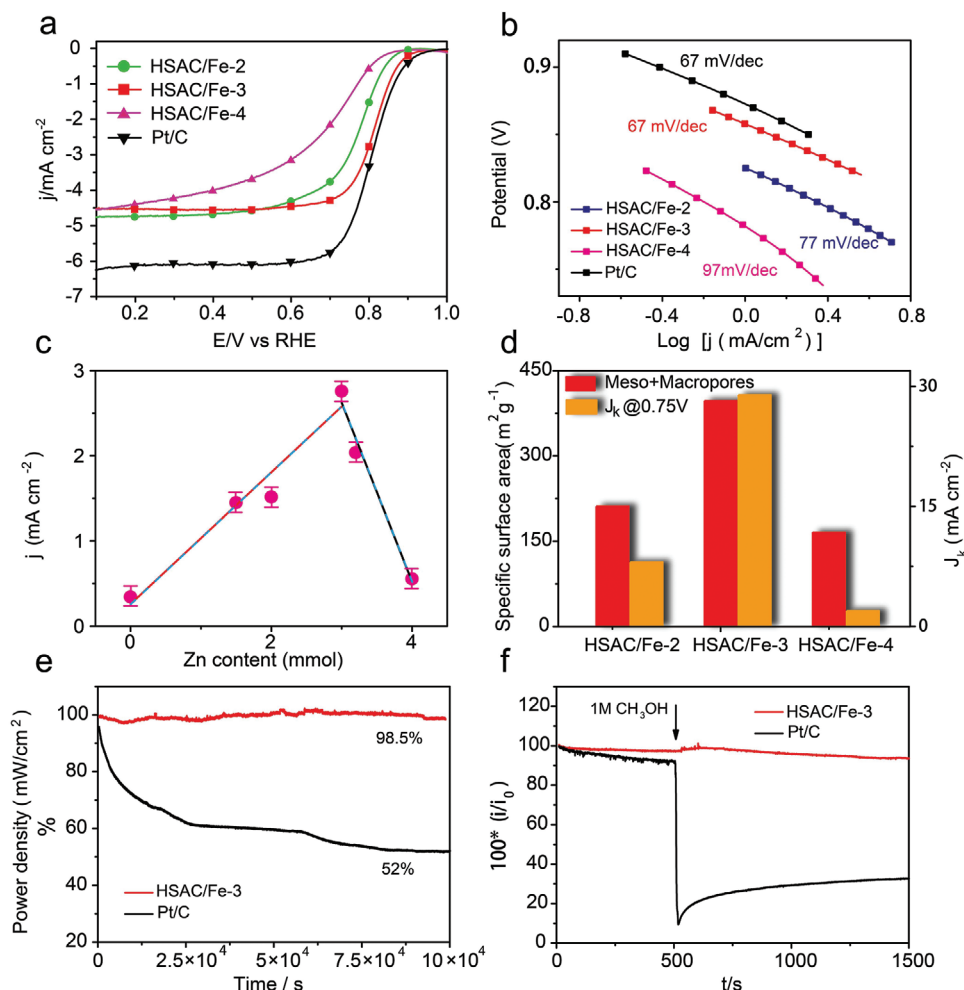 a
0
-1
-2
-3
-4
-5
-6
-7
j/mA cm⁻²
HSAC/Fe-2
HSAC/Fe-3
HSAC/Fe-4
Pt/C
0.2 0.4 0.6 0.8 1.0
E/V vs RHE
b
0.9
0.8
Potential (V)
67 mV/dec
67 mV/dec
77 mV/dec
97mV/dec
HSAC/Fe-2
HSAC/Fe-3
HSAC/Fe-4
Pt/C
-0.8 -0.4 0.0 0.4 0.8
Log [j ( mA/cm²) ]
c
3
2
1
0
j (mA cm⁻²)
0 2 4
Zn content (mmol)
d
450
300
150
0
Specific surface area(m²g⁻¹)
Meso+Macropores
Jₖ@0.75V
30
15
0
Jₖ( mA cm⁻²)
HSAC/Fe-2 HSAC/Fe-3 HSAC/Fe-4
e
100
80
60
40
20
Power density ( mW/cm²)
%
98.5%
52%
HSAC/Fe-3
Pt/C
0 2.5×10⁴ 5×10⁴ 7.5×10⁴ 10×10⁴
Time / s
f
120
100
80
60
40
20
0
100* (i/i₀)
1M CH₃OH
HSAC/Fe-3
Pt/C
0 500 1000 1500
t/s